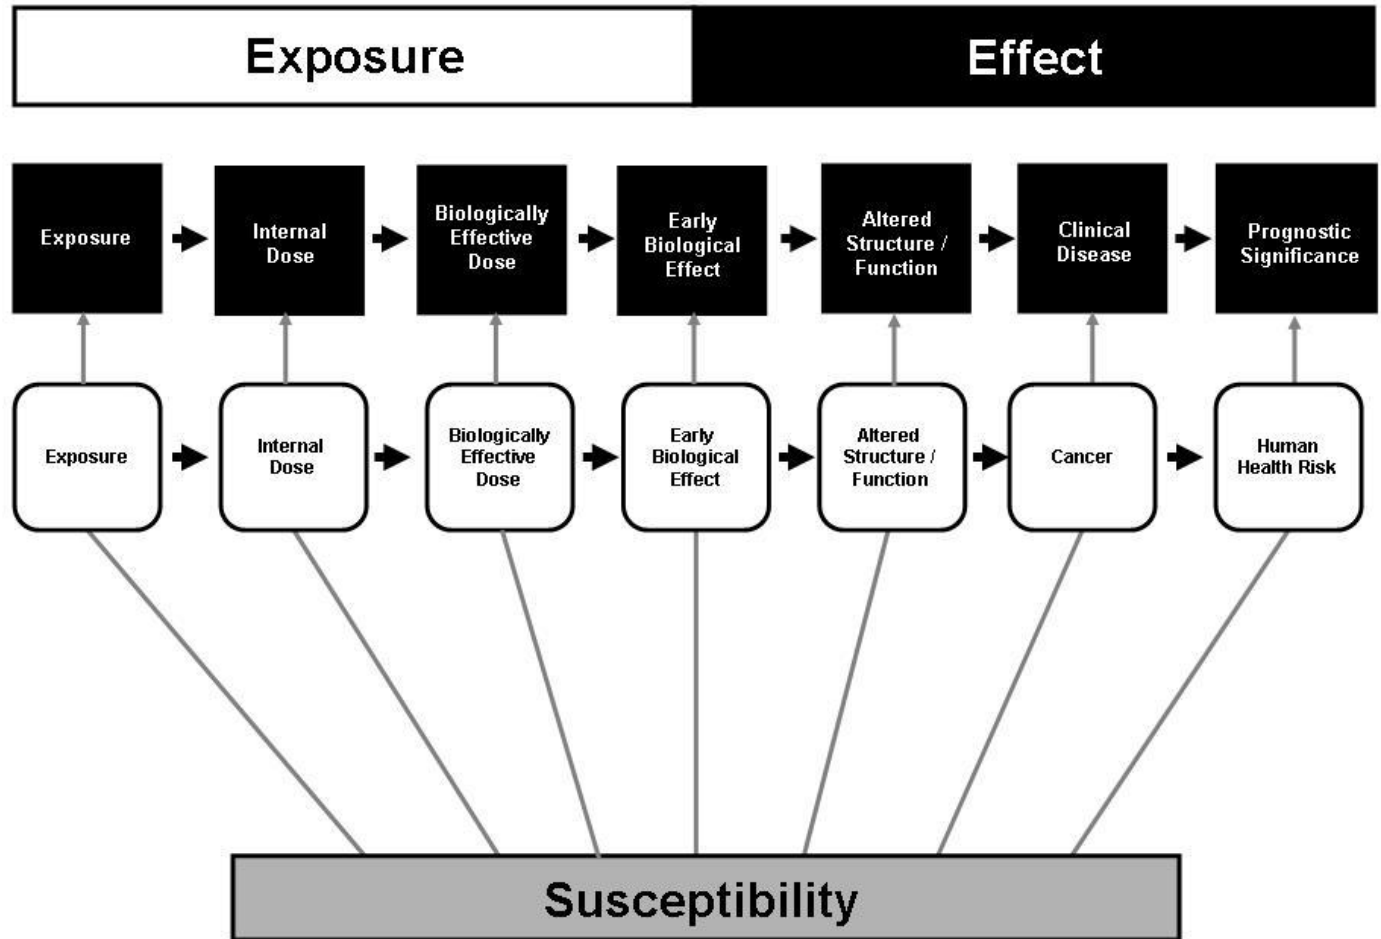 Exposure
Effect
Exposure
Internal
Dose
Biologically
Effective
Dose
Early
Biological
Effect
Altered
Structure /
Function
Clinical
Disease
Prognostic
Significance
Exposure
Internal
Dose
Biologically
Effective
Dose
Early
Biological
Effect
Altered
Structure /
Function
Cancer
Human
Health Risk
Susceptibility